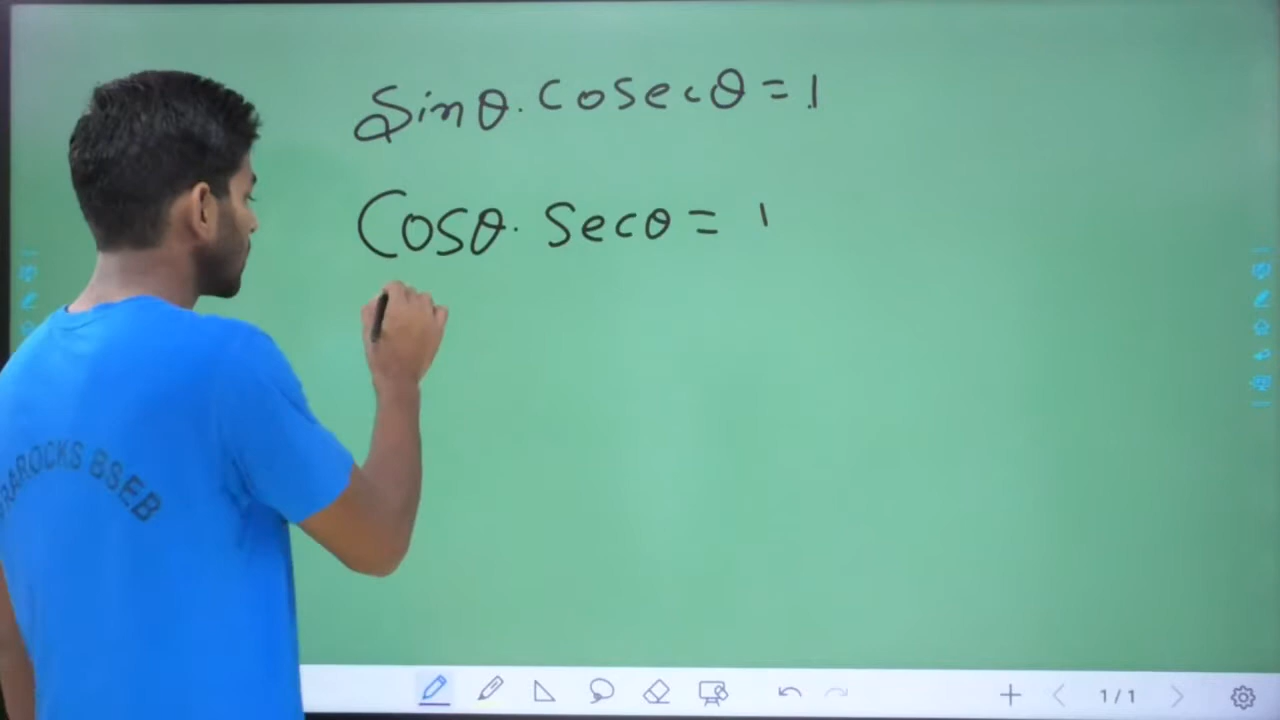 Sinθ. cosecθ = 1
Cosθ. secθ = 1
RAROCKS BSEB
1/1